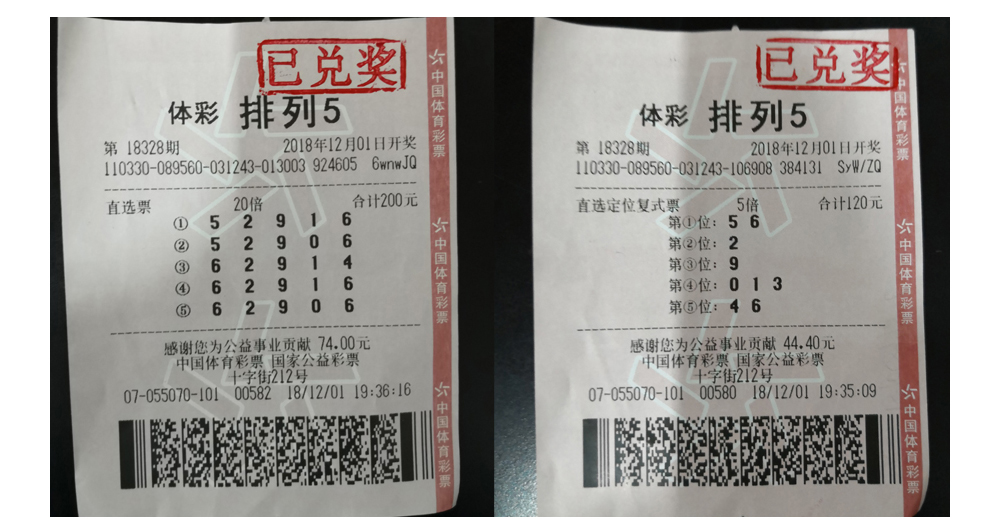 已兑奖
体彩 排列5
第 18328期 2018年12月01日开奖
110330-089560-031243-013003 924605 6wnwJQ
直选票 20倍 合计200元
① 5 2 9 1 6
② 5 2 9 0 6
③ 6 2 9 1 4
④ 6 2 9 1 6
⑤ 6 2 9 0 6
感谢您为公益事业贡献 74.00元
中国体育彩票 国家公益彩票
十字街212号
07-055070-101 00582 18/12/01 19:36:16
中国体育彩票
中国体育彩票
中国体育彩票
已兑奖
体彩 排列5
第 18328期 2018年12月01日开奖
110330-089560-031243-106908 384131 SyW/ZQ
直选定位复式票 5倍 合计120元
第①位: 5 6
第②位: 2
第③位: 9
第④位: 0 1 3
第⑤位: 4 6
感谢您为公益事业贡献 44.40元
中国体育彩票 国家公益彩票
十字街212号
07-055070-101 00580 18/12/01 19:35:09
中国体育彩票
中国体育彩票
中国体育彩票